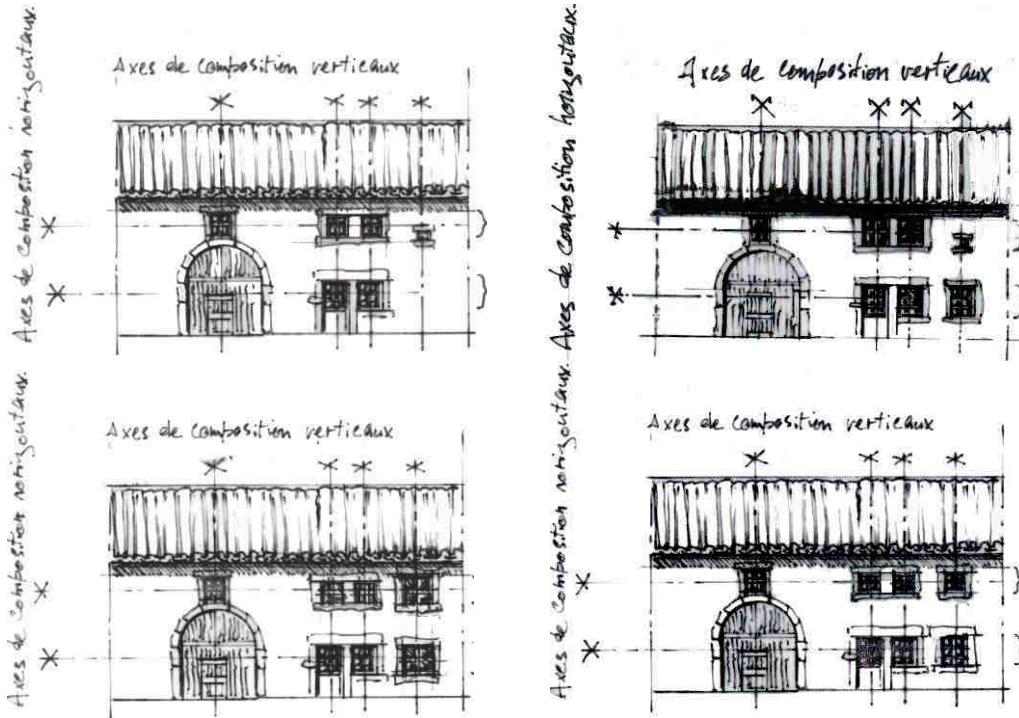 Axes de composition verticaux
Axes de composition horizontaux.
Axes de composition verticaux
Axes de composition horizontaux.
Axes de composition verticaux
Axes de composition horizontaux.
Axes de composition verticaux
Axes de composition horizontaux.